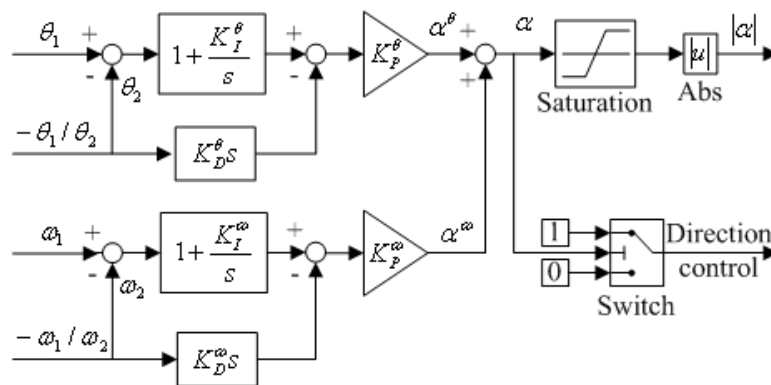 θ₁ + 1 + K_I^θ / s + K_P^θ α^θ + α |α|
- θ₂ - + |u|
Saturation Abs
- θ₁ / θ₂ K_D^θ s
ω₁ + 1 + K_I^ω / s + K_P^ω α^ω 1 Direction
- ω₂ - 0 control
Switch
- ω₁ / ω₂ K_D^ω s